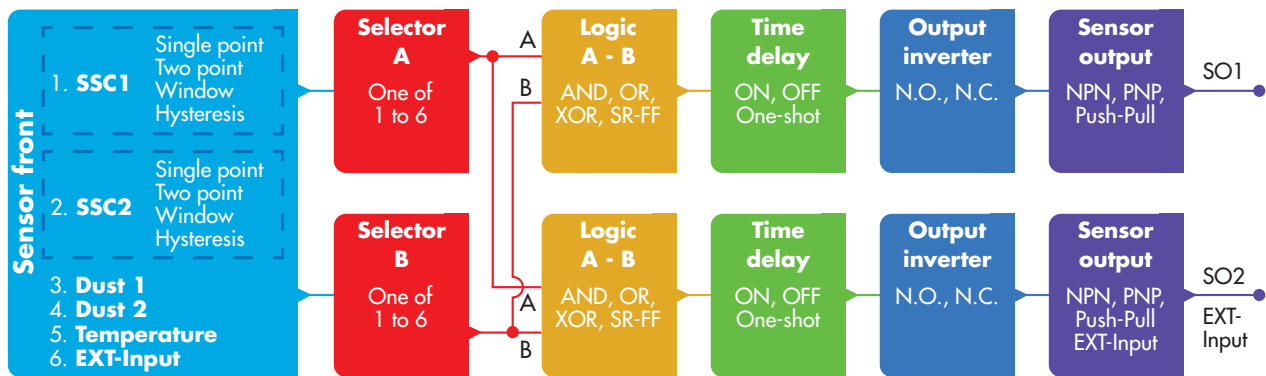 Sensor front
1. SSC1
Single point
Two point
Window
Hysteresis
2. SSC2
Single point
Two point
Window
Hysteresis
3. Dust 1
4. Dust 2
5. Temperature
6. EXT-Input
Selector
A
One of
1 to 6
A
B
Logic
A - B
AND, OR,
XOR, SR-FF
Time
delay
ON, OFF
One-shot
Output
inverter
N.O., N.C.
Sensor
output
NPN, PNP,
Push-Pull
SO1
Selector
B
One of
1 to 6
A
B
Logic
A - B
AND, OR,
XOR, SR-FF
Time
delay
ON, OFF
One-shot
Output
inverter
N.O., N.C.
Sensor
output
NPN, PNP,
Push-Pull
EXT-Input
SO2
EXT-
Input